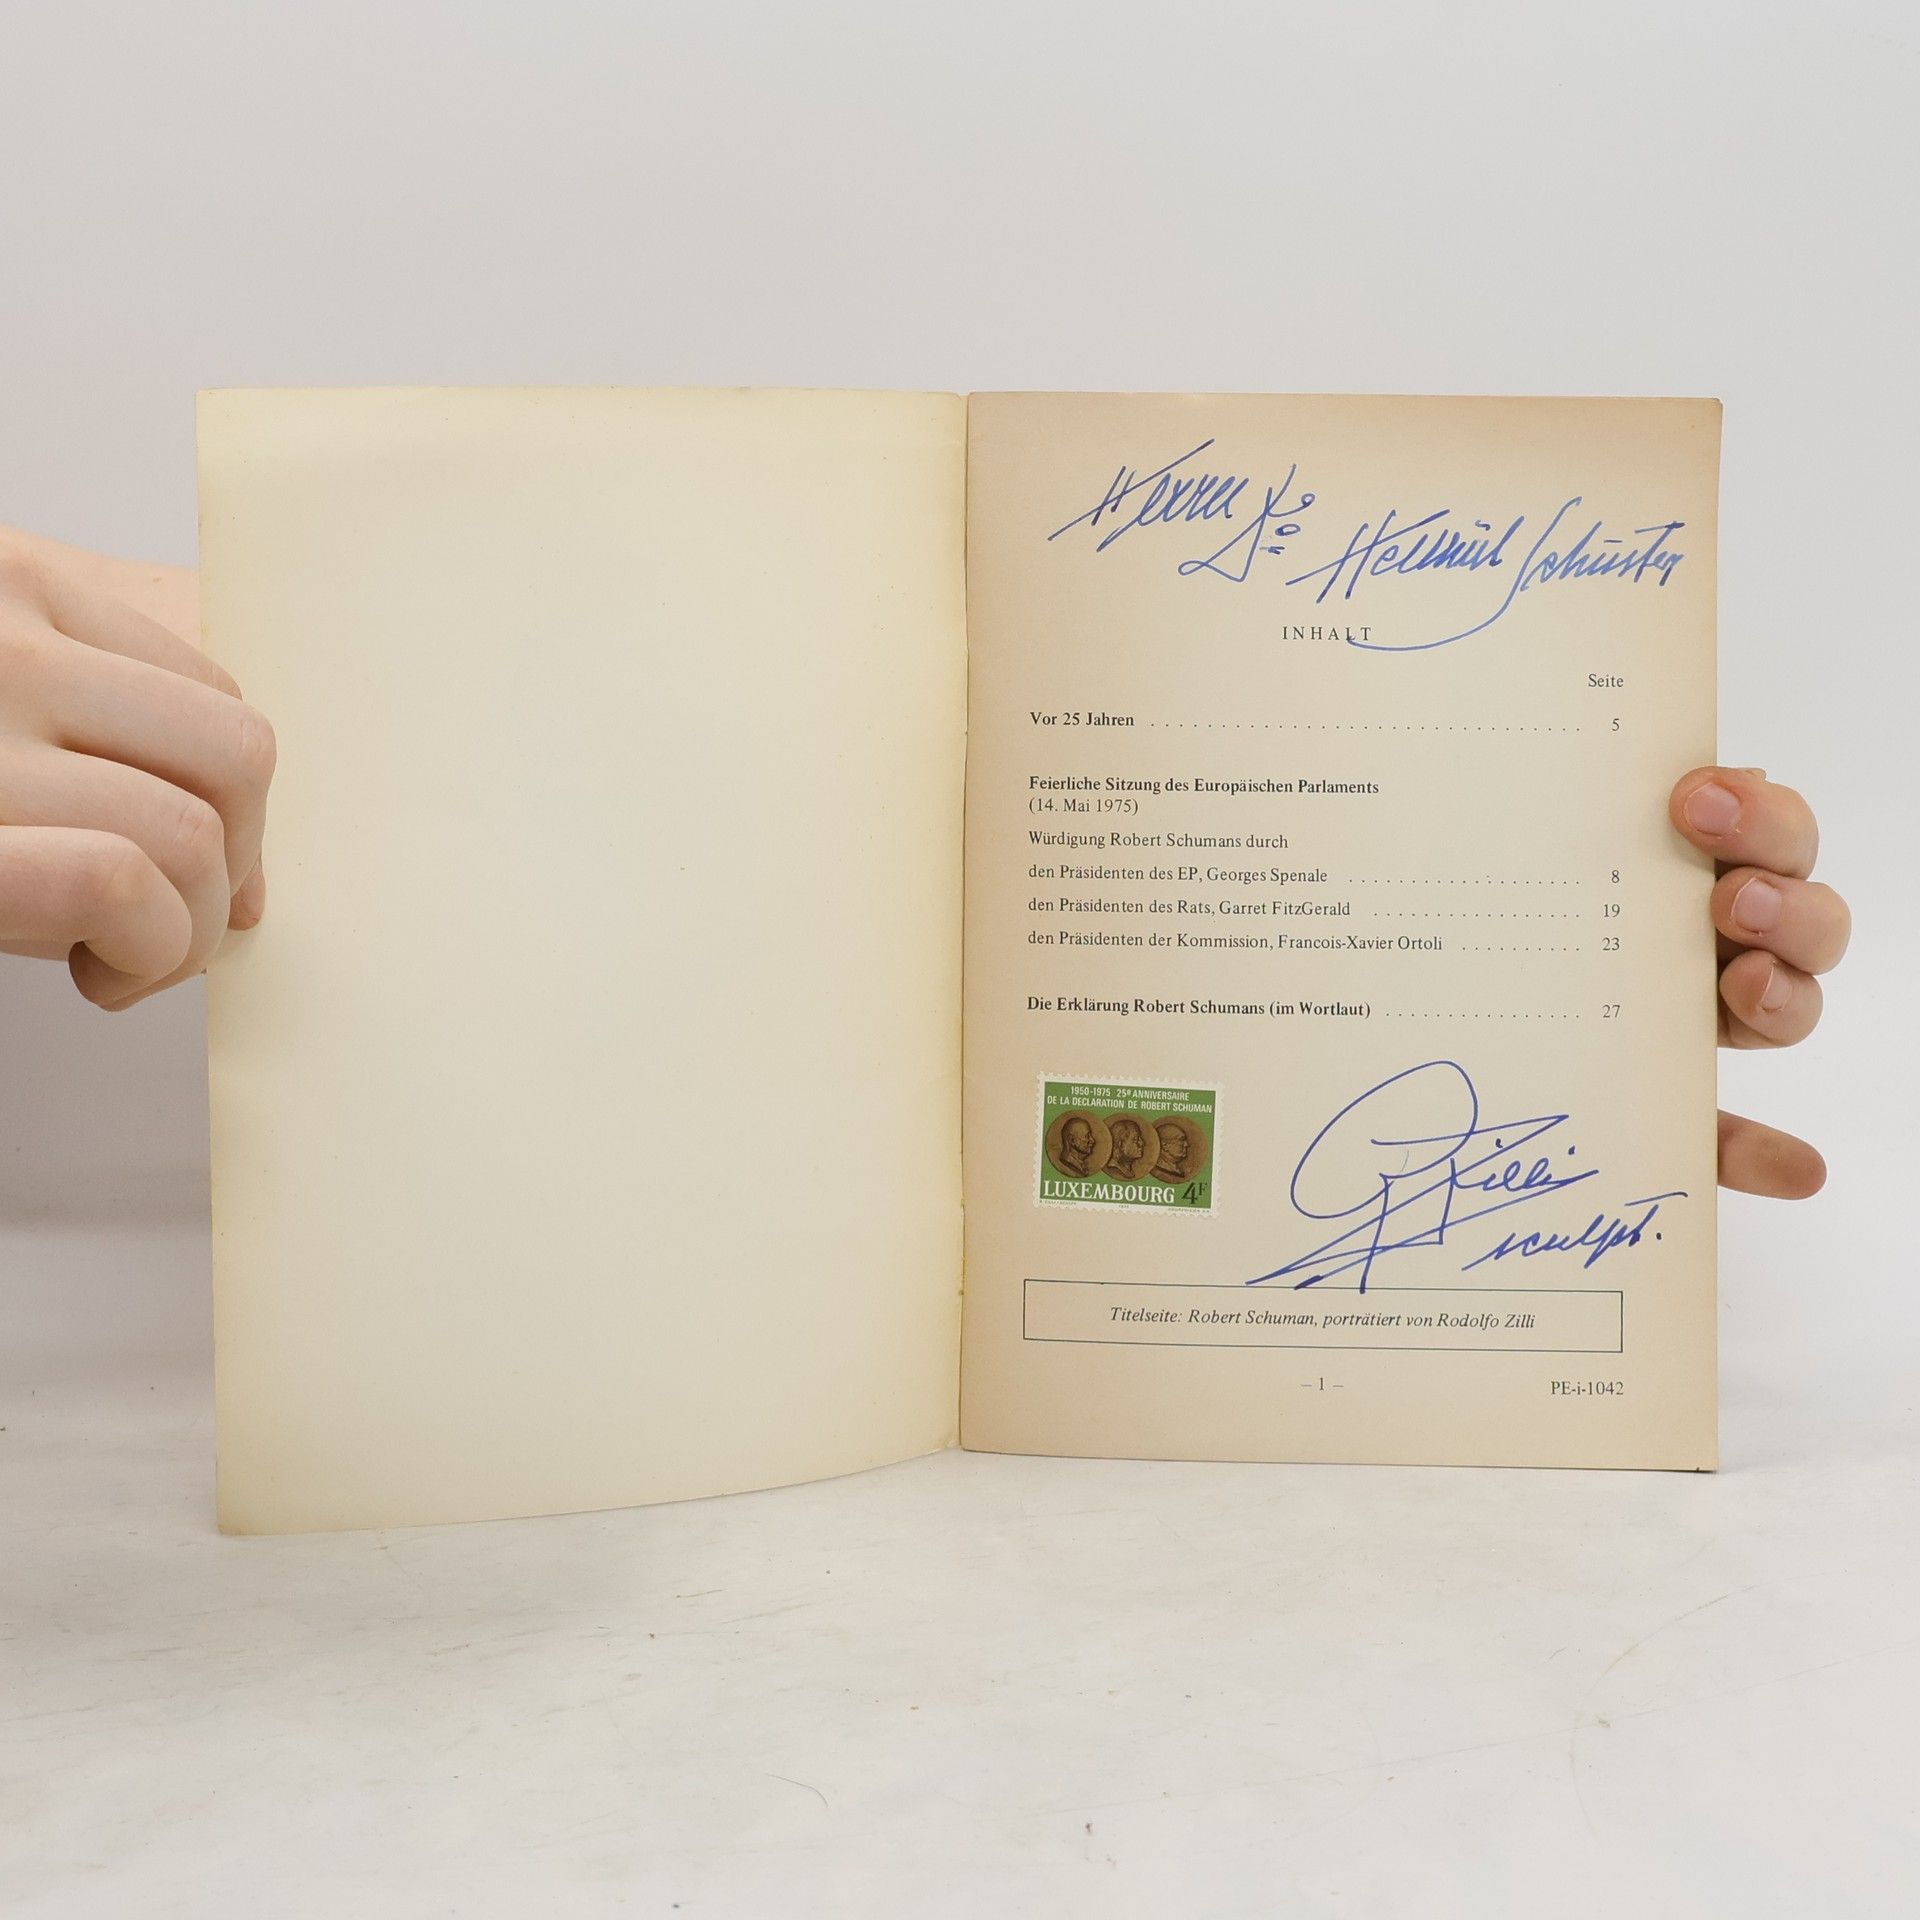 Herrn Dr. Hellmut Schuster
INHALT
Seite
Vor 25 Jahren . . . . . . . . . . . . . . . . . . . . . . . . . . . . . . . 5
Feierliche Sitzung des Europäischen Parlaments
(14. Mai 1975)
Würdigung Robert Schumans durch
den Präsidenten des EP, Georges Spenale . . . . . . . . . . . . . . . . . . . 8
den Präsidenten des Rats, Garret FitzGerald . . . . . . . . . . . . . . . . . 19
den Präsidenten der Kommission, Francois-Xavier Ortoli . . . . . . . . . . 23
Die Erklärung Robert Schumans (im Wortlaut) . . . . . . . . . . . . . . . . 27
1950-1975 25e ANNIVERSAIRE
DE LA DECLARATION DE ROBERT SCHUMAN
LUXEMBOURG 4F
R Zilli
sculpt.
Titelseite: Robert Schuman, porträtiert von Rodolfo Zilli
– 1 –
PE-i-1042